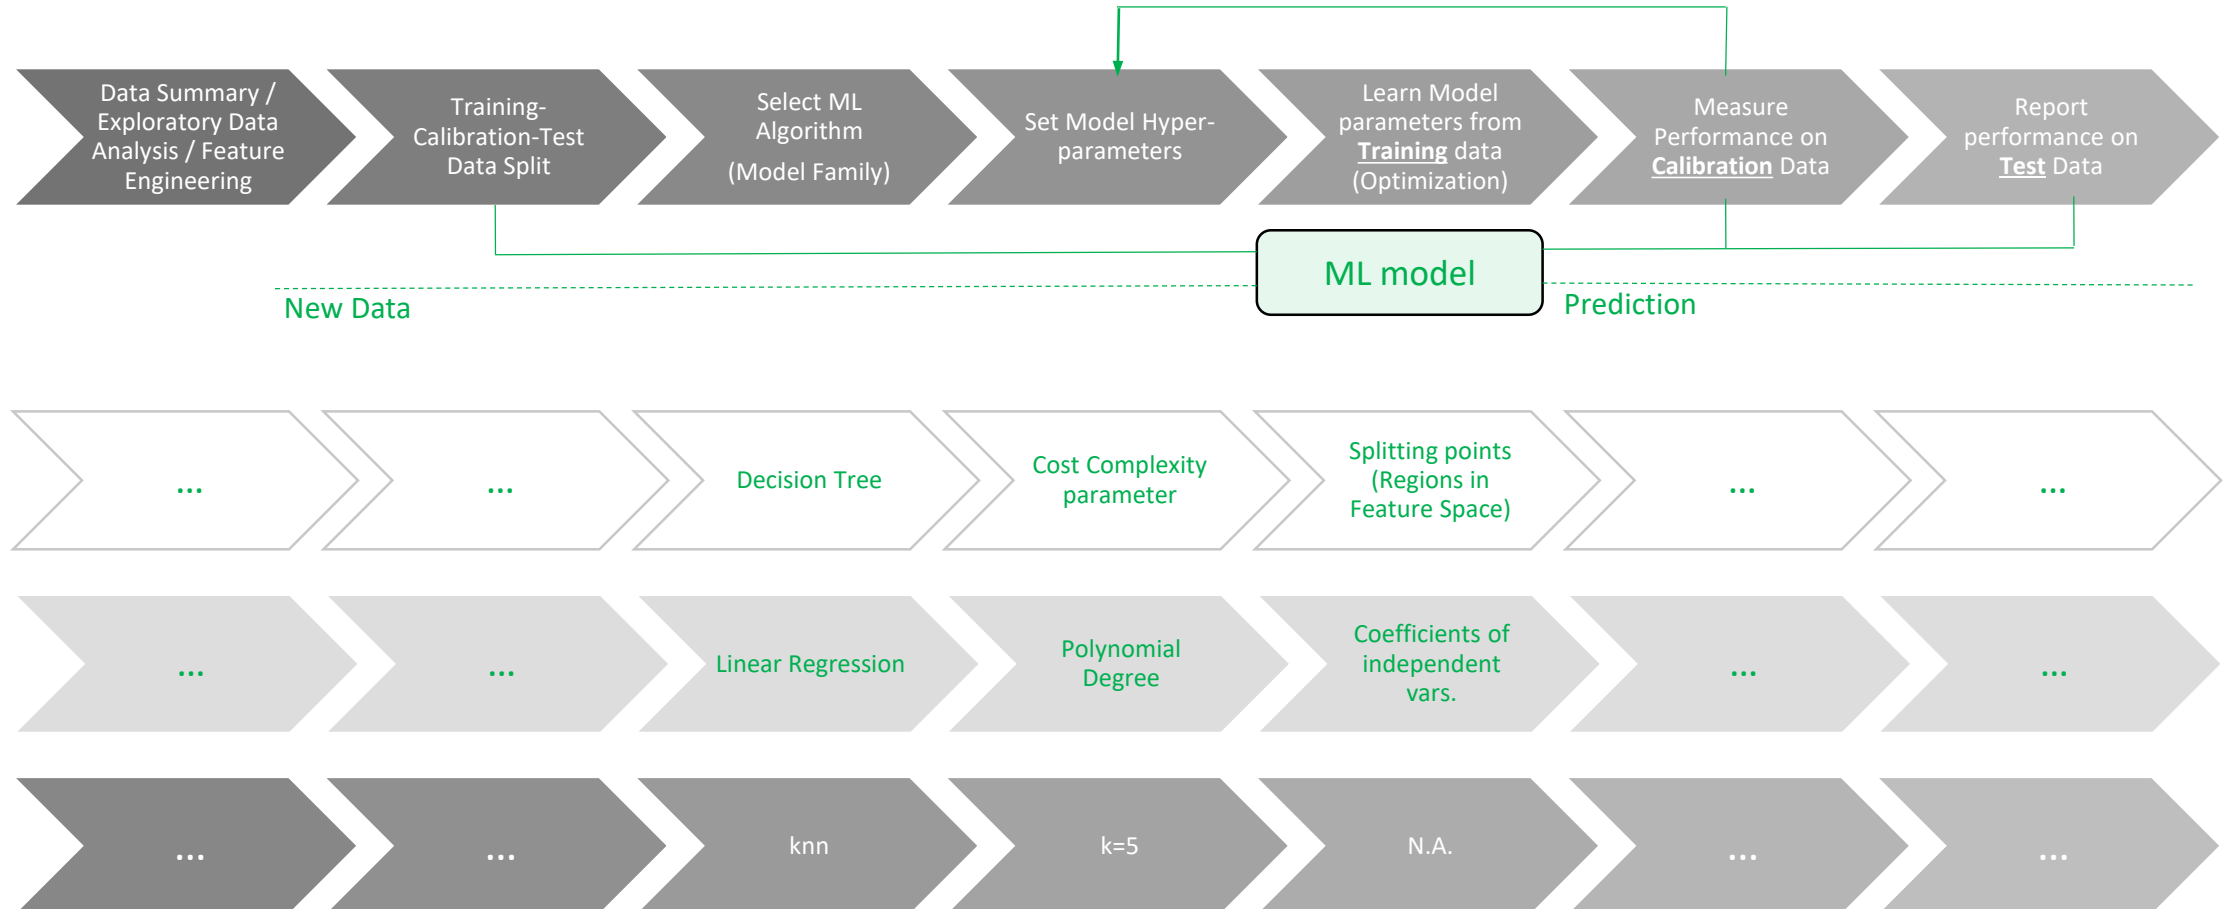 Data Summary /
Exploratory Data
Analysis / Feature
Engineering
Training-
Calibration-Test
Data Split
Select ML
Algorithm
(Model Family)
Set Model Hyper-
parameters
Learn Model
parameters from
Training data
(Optimization)
Measure
Performance on
Calibration Data
Report
performance on
Test Data
ML model
New Data
Prediction
...
...
Decision Tree
Cost Complexity
parameter
Splitting points
(Regions in
Feature Space)
...
...
...
...
Linear Regression
Polynomial
Degree
Coefficients of
independent
vars.
...
...
...
...
knn
k=5
N.A.
...
...